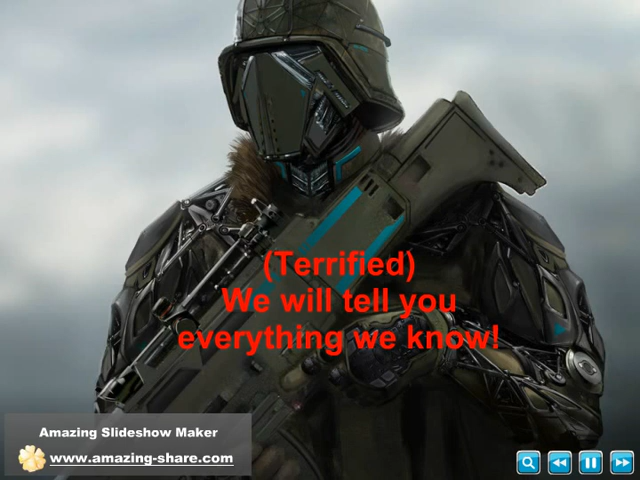 (Terrified)
We will tell you
everything we know!
Amazing Slideshow Maker
www.amazing-share.com